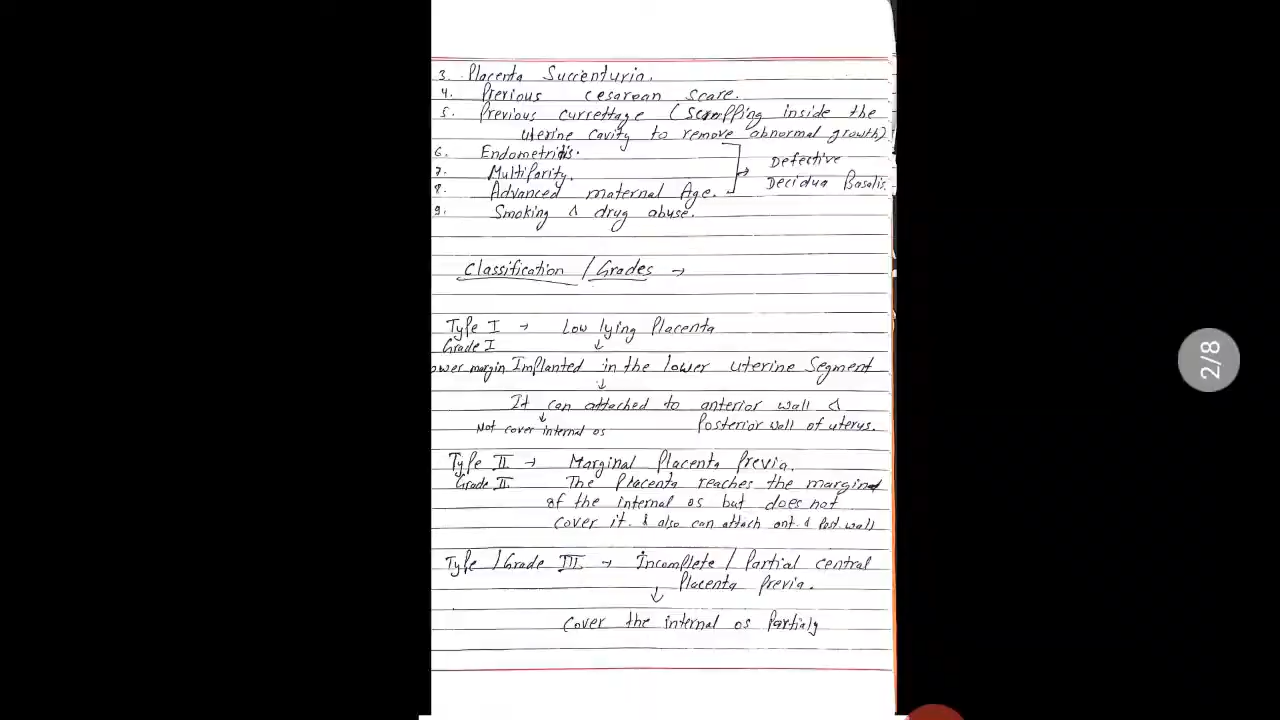 3. Placenta Succenturia.
4. Previous cesarean scare.
5. Previous currettage (Scrapping inside the
uterine cavity to remove abnormal growth)
6. Endometritis.
7. Multiparity.
8. Advanced maternal Age.
Defective
Decidua Basalis.
9. Smoking & drug abuse.
Classification / Grades →
Type I → Low lying Placenta
Grade I ↓
ower margin Implanted in the lower uterine Segment
↓
It can attached to anterior wall &
Posterior wall of uterus.
↓
Not cover internal os
Type II → Marginal Placenta Previa.
Grade II The Placenta reaches the margin
of the internal os but does not
cover it. & also can attach ant & Post wall
Type / Grade III → Incomplete / Partial central
Placenta Previa.
↓
Cover the internal os Partialy
2/8